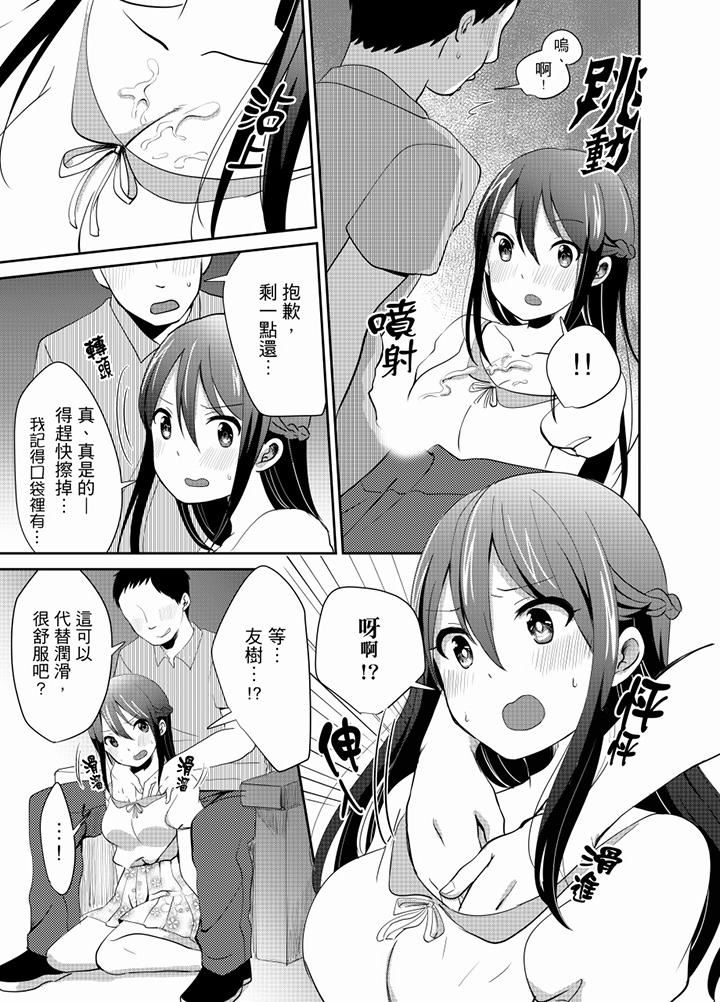 嗚、
啊！
跳動
噴射
！！
沾上
抱歉，
剩一點還…
轉頭
真、真是的—
得趕快擦掉…
我記得口袋裡有…
呀啊!?
抖
抖
伸入
滑進
等…
友樹…!?
這可以
代替潤滑，
很舒服吧？
滑溜
滑溜
…！